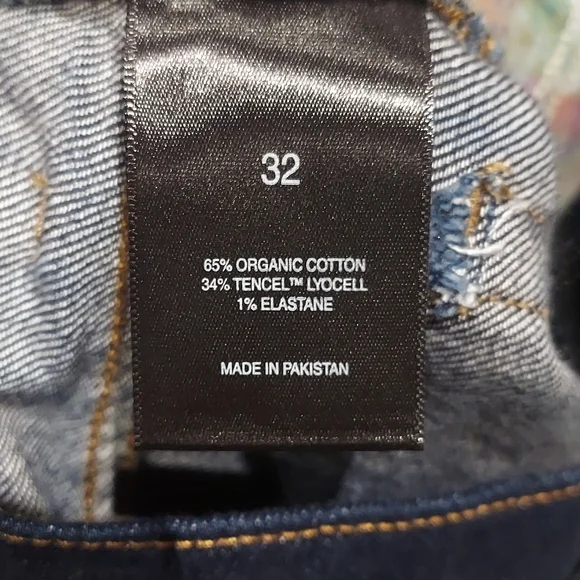 32
65% ORGANIC COTTON
34% TENCEL™ LYOCELL
1% ELASTANE
MADE IN PAKISTAN